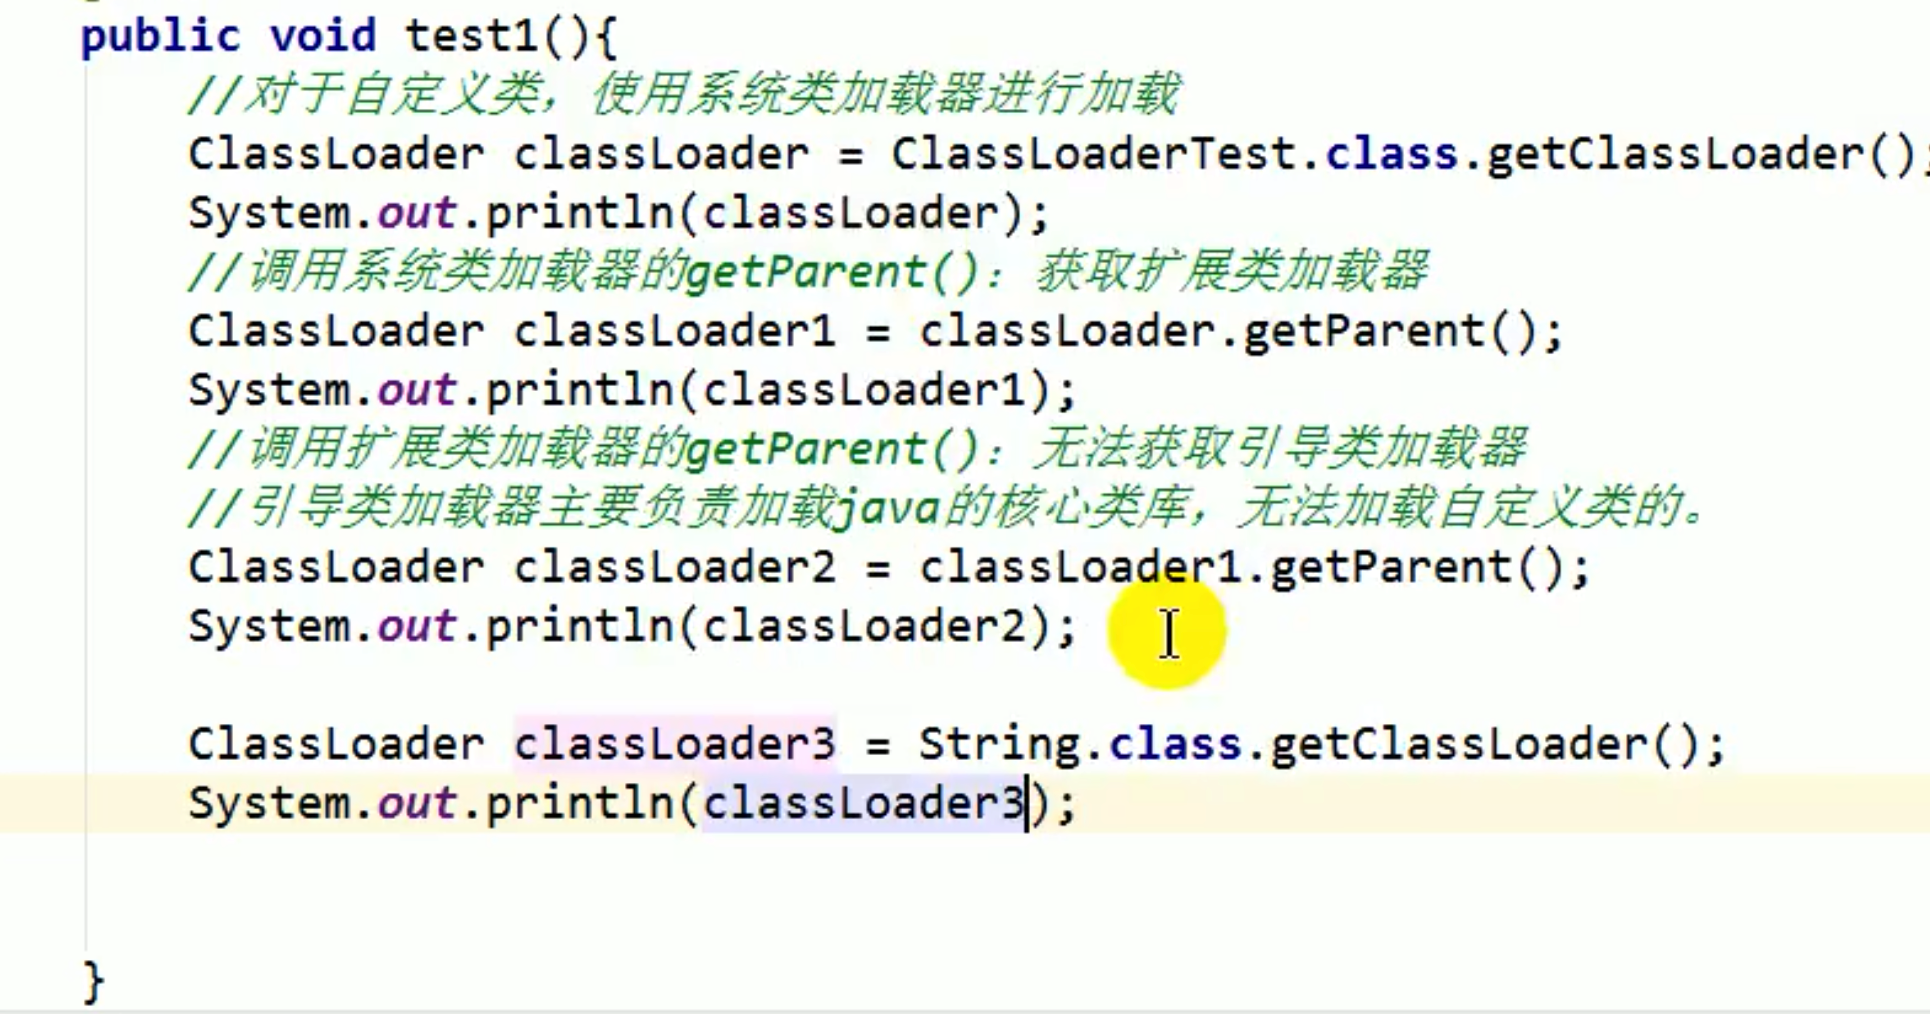 public void test1(){
//对于自定义类，使用系统类加载器进行加载
ClassLoader classLoader = ClassLoaderTest.class.getClassLoader();
System.out.println(classLoader);
//调用系统类加载器的getParent()：获取扩展类加载器
ClassLoader classLoader1 = classLoader.getParent();
System.out.println(classLoader1);
//调用扩展类加载器的getParent()：无法获取引导类加载器
//引导类加载器主要负责加载java的核心类库，无法加载自定义类的。
ClassLoader classLoader2 = classLoader1.getParent();
System.out.println(classLoader2);
ClassLoader classLoader3 = String.class.getClassLoader();
System.out.println(classLoader3);
}